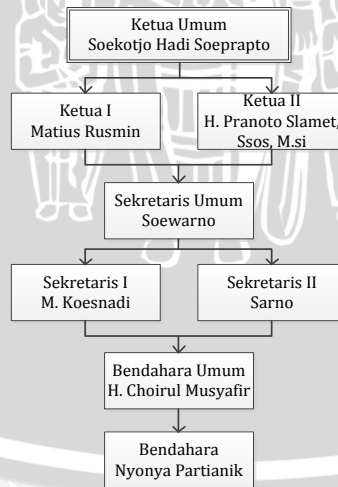 Ketua Umum
Soekotjo Hadi Soeprapto
Ketua I
Matius Rusmin
Ketua II
H. Pranoto Slamet,
Ssos, M.si
Sekretaris Umum
Soewarno
Sekretaris I
M. Koesnadi
Sekretaris II
Sarno
Bendahara Umum
H. Choirul Musyafir
Bendahara
Nyonya Partianik